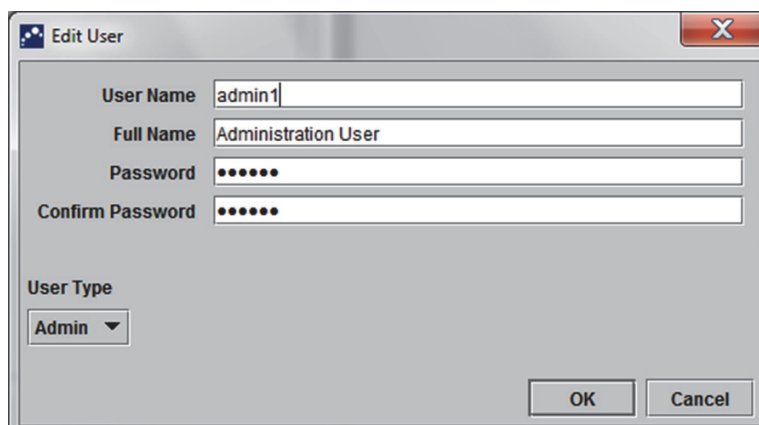 Edit User
User Name admin1
Full Name Administration User
Password ••••••
Confirm Password ••••••
User Type
Admin
OK Cancel